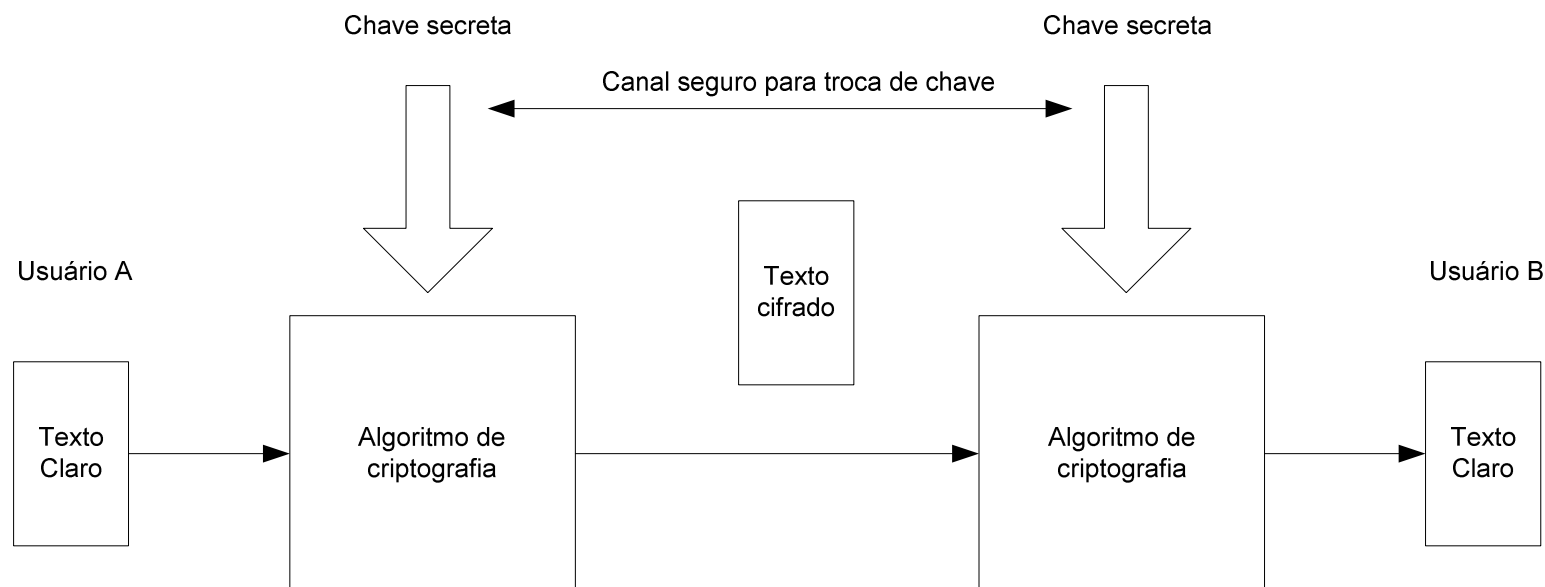 Chave secreta
Chave secreta
Canal seguro para troca de chave
Texto
cifrado
Usuário A
Usuário B
Texto
Claro
Algoritmo de
criptografia
Algoritmo de
criptografia
Texto
Claro